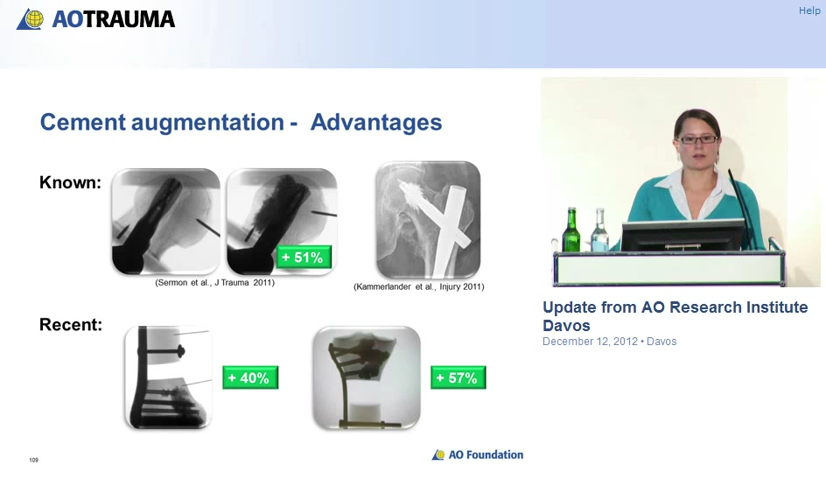 Help
AOTRAUMA
Cement augmentation - Advantages
Known:
+ 51%
(Sermon et al., J Trauma 2011)
(Kammerlander et al., Injury 2011)
Recent:
+ 40%
+ 57%
109
AO Foundation
Update from AO Research Institute
Davos
December 12, 2012 • Davos